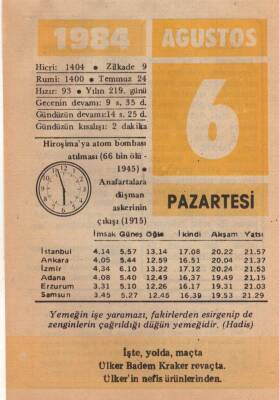 1984
AĞUSTOS
Hicri: 1404 • Zilkade 9
Rumi: 1400 • Temmuz 24
Hızır: 93 • Yılın 219. günü
Gecenin devamı: 9 s, 35 d.
Gündüzün devamı:14 s. 25 d.
Gündüzün kısalışı: 2 dakika
6
Hiroşima'ya atom bombası
atılması (66 bin ölü -
1945) •
Anafartalara
düşman
askerinin
çıkışı (1915)
PAZARTESİ
İmsak Güneş Öğle İkindi Akşam Yatsı
İstanbul 4,14 5.57 13,14 17.08 20,22 21,57
Ankara 4.05 5.44 12.59 16,51 20.04 21,37
İzmir 4,34 6,10 13.22 17,12 20,24 21,53
Adana 4.08 5.40 12,49 16,37 19,49 21,15
Erzurum 3,31 5,10 12,26 16,17 19,31 21,03
Samsun 3,45 5,27 12,45 16,39 19,53 21.29
Yemeğin işe yaramazı, fakirlerden esirgenip de
zenginlerin çağrıldığı düğün yemeğidir. (Hadis)
İşte, yolda, maçta
Ülker Badem Kraker revaçta.
Ülker'in nefis ürünlerinden.